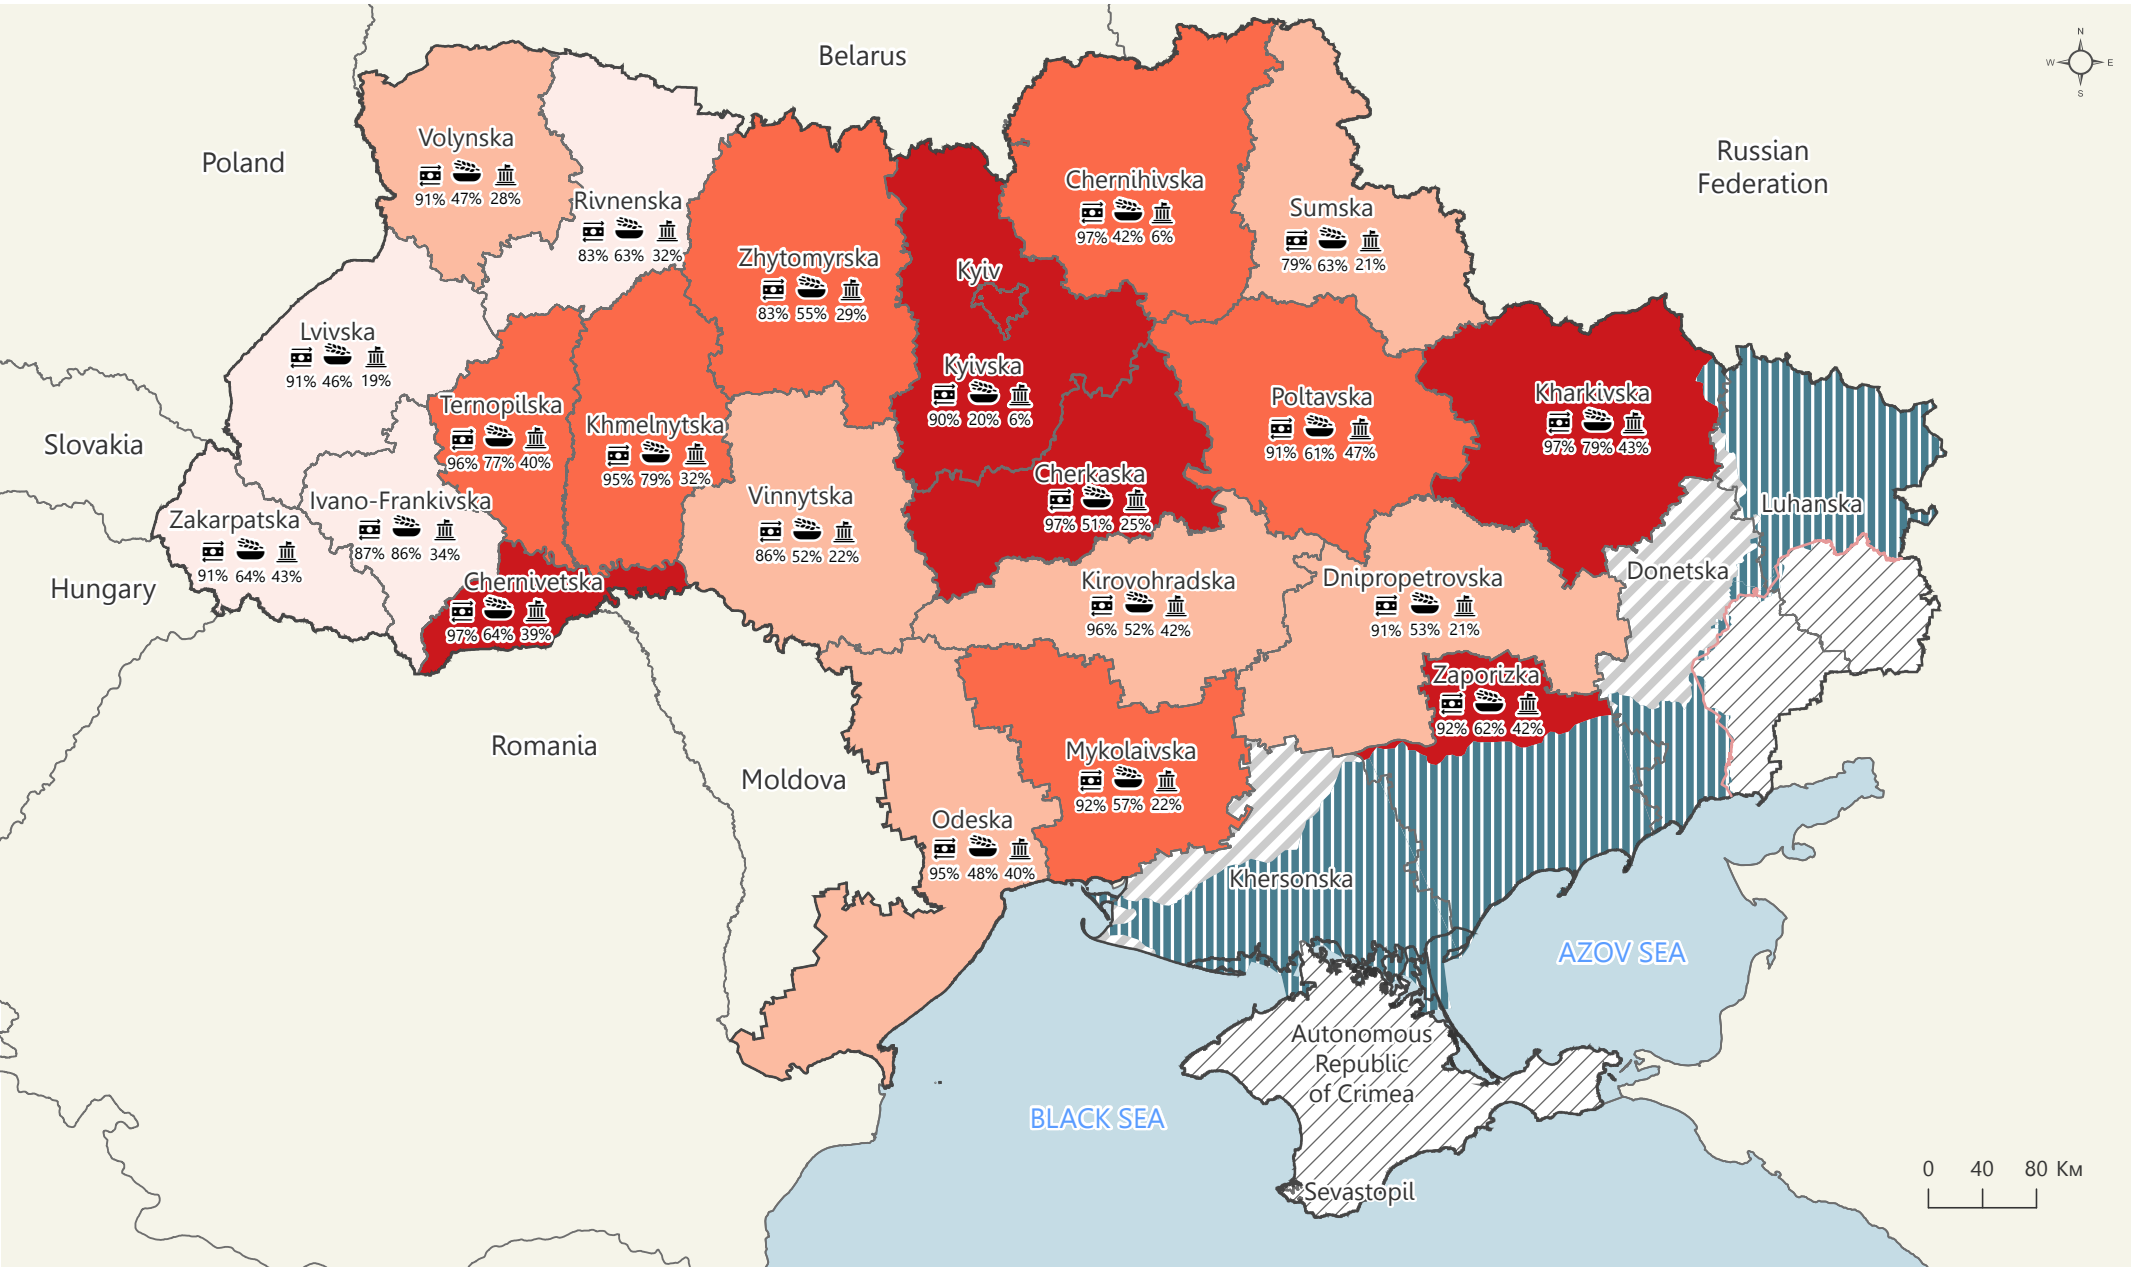 Belarus
N
W E
S
Poland
Russian
Federation
Volynska
91% 47% 28%
Rivnenska
83% 63% 32%
Chernihivska
97% 42% 6%
Sumska
79% 63% 21%
Zhytomyrska
83% 55% 29%
Kyiv
Lvivska
91% 46% 19%
Kyivska
90% 20% 6%
Poltavska
91% 61% 47%
Kharkivska
97% 79% 43%
Slovakia
Ternopilska
96% 77% 40%
Khmelnytska
95% 79% 32%
Cherkaska
97% 51% 25%
Vinnytska
86% 52% 22%
Ivano-Frankivska
87% 86% 34%
Zakarpatska
91% 64% 43%
Luhanska
Hungary
Chernivetska
97% 64% 39%
Kirovohradska
96% 52% 42%
Dnipropetrovska
91% 53% 21%
Donetska
Zaporizka
92% 62% 42%
Romania
Moldova
Mykolaivska
92% 57% 22%
Odeska
95% 48% 40%
Khersonska
AZOV SEA
Autonomous
Republic
of Crimea
BLACK SEA
Sevastopil
0 40 80 Км